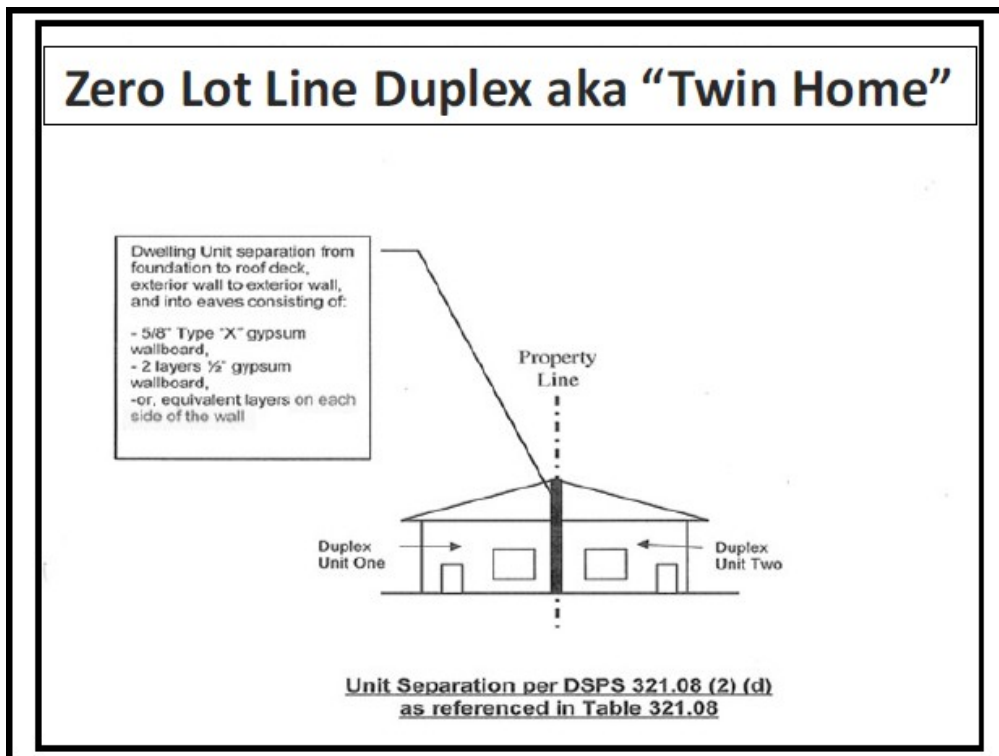 Zero Lot Line Duplex aka “Twin Home”
Dwelling Unit separation from
foundation to roof deck,
exterior wall to exterior wall,
and into eaves consisting of:
- 5/8" Type "X" gypsum
wallboard,
- 2 layers ½" gypsum
wallboard,
-or, equivalent layers on each
side of the wall
Property
Line
Duplex
Unit One
Duplex
Unit Two
Unit Separation per DSPS 321.08 (2) (d)
as referenced in Table 321.08